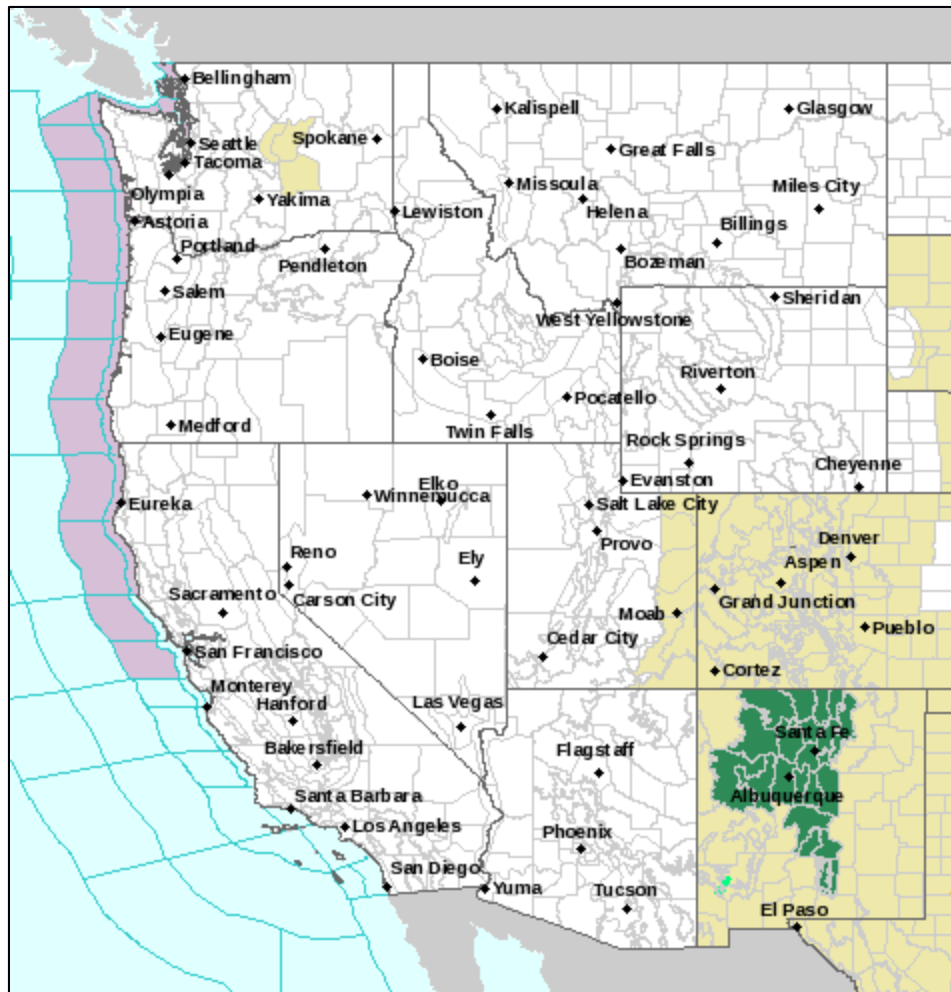 Bellingham
Kalispell
Glasgow
Spokane
Seattle
Great Falls
Tacoma
Missoula
Miles City
Olympia
Yakima
Helena
Lewiston
Astoria
Billings
Portland
Pendleton
Bozeman
Salem
Sheridan
West Yellowstone
Eugene
Boise
Riverton
Pocatello
Medford
Twin Falls
Rock Springs
Cheyenne
Elko
Evanston
Winnemucca
Eureka
Salt Lake City
Provo
Denver
Reno
Ely
Aspen
Sacramento
Carson City
Grand Junction
Moab
Pueblo
Cedar City
San Francisco
Cortez
Monterey
Hanford
Las Vegas
Santa Fe
Bakersfield
Flagstaff
Santa Barbara
Albuquerque
Los Angeles
Phoenix
San Diego
Yuma
Tucson
El Paso